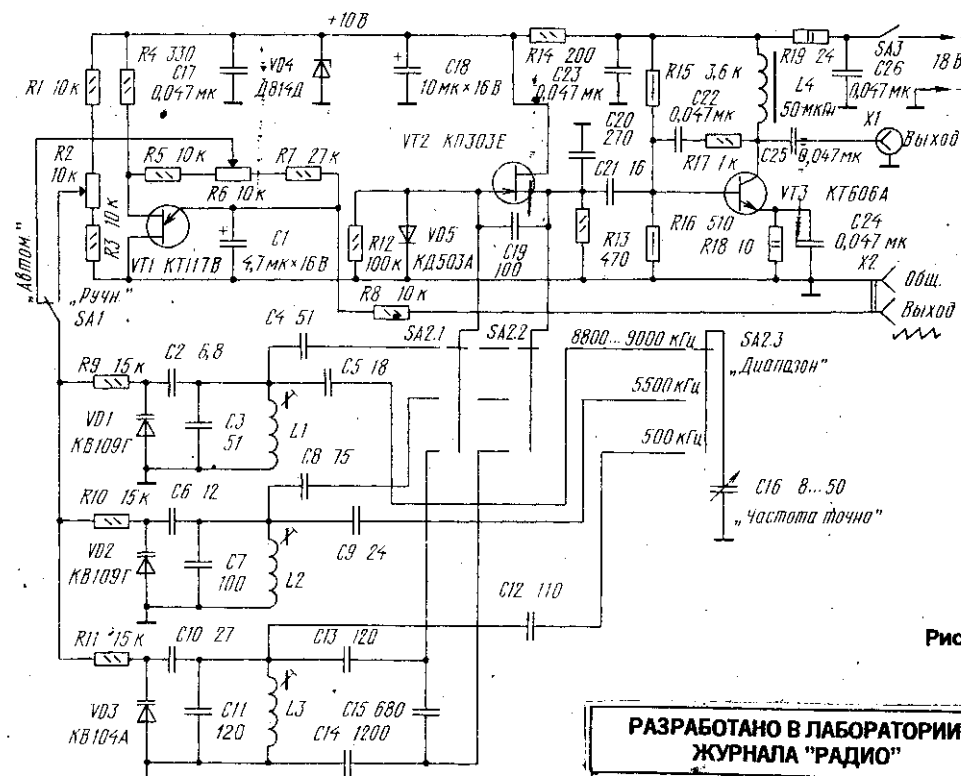 +10 В
R1 10к
R4 330
C17
0,047 мк
VD4
Д814Д
C18
10 мк × 16 В
R14 200
C23
0,047 мк
R15 3,6 к
C22
0,047 мк
R19 24
SA3
C26
0,047 мк
18 В
L4
50 мкГн
X1
Выход
R2
10 к
R5 10 к
R6 10 к
R7 27 к
VT2 КП303Е
C20
270
C21 16
R17 1 к
C25 0,047 мк
VT3 КТ606А
R3 10 к
VT1 КТ117В
C1
4,7 мк × 16 В
R12
100 к
VD5
КД503А
C19
100
R13
470
R16 510
R18 10
C24
0,047 мк
X2
Общ.
Выход
„Автом."
„Ручн."
SA1
R8 10 к
SA2.1
SA2.2
SA2.3
„Диапазон"
8800...9000 кГц
5500 кГц
500 кГц
C4 51
C5 18
R9 15 к
C2 6,8
VD1
КВ109Г
C3
51
L1
C8 75
R10 15 к
C6 12
VD2
КВ109Г
C7
100
L2
C9 24
C16 8...50
„Частота точно"
C12 110
R11 15 к
C10 27
C13 120
VD3
КВ104А
C11
120
L3
C15 680
C14 1200
Рис
РАЗРАБОТАНО В ЛАБОРАТОРИИ
ЖУРНАЛА "РАДИО"